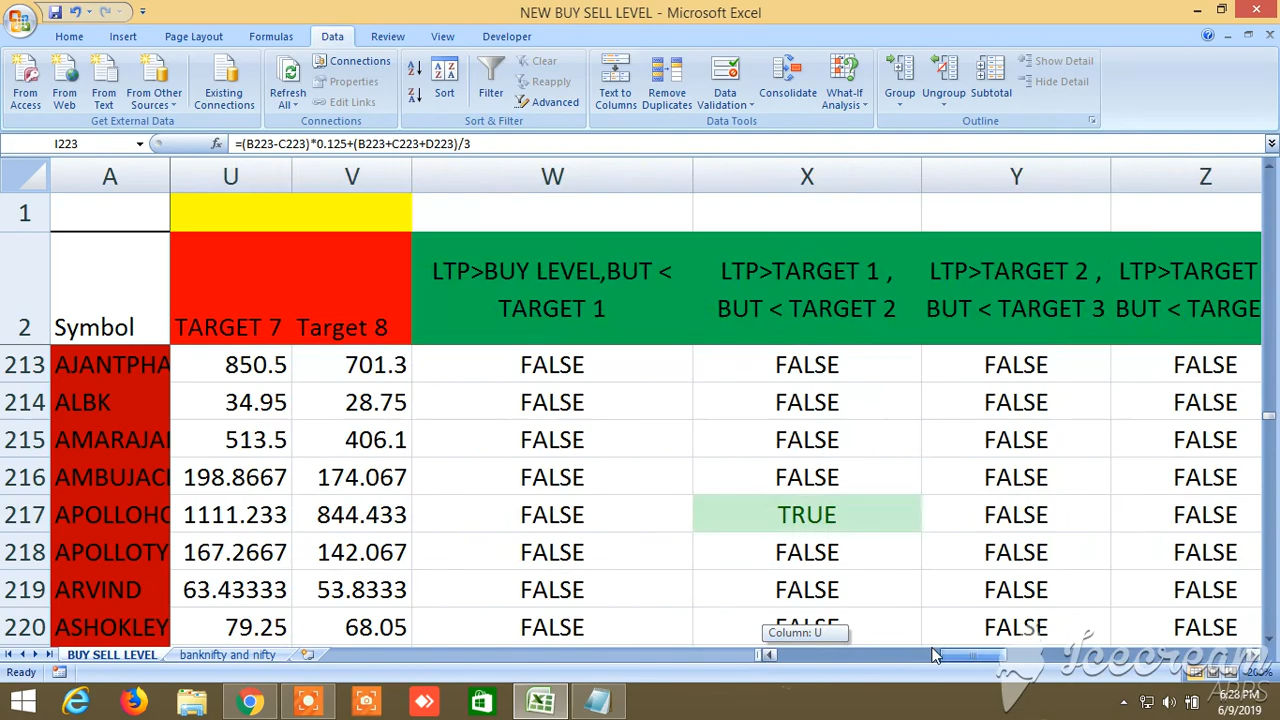 NEW BUY SELL LEVEL - Microsoft Excel
Home Insert Page Layout Formulas Data Review View Developer
From Access
From Web
From Text
From Other Sources
Existing Connections
Get External Data
Refresh All
Connections
Properties
Edit Links
Connections
Sort
Filter
Clear
Reapply
Advanced
Sort & Filter
Text to Columns
Remove Duplicates
Data Validation
Consolidate
What-If Analysis
Data Tools
Group
Ungroup
Subtotal
Show Detail
Hide Detail
Outline
I223 fx =(B223-C223)*0.125+(B223+C223+D223)/3
A U V W X Y Z
1
2 Symbol TARGET 7 Target 8 LTP>BUY LEVEL,BUT < TARGET 1 LTP>TARGET 1 , BUT < TARGET 2 LTP>TARGET 2 , BUT < TARGET 3 LTP>TARGET BUT < TARGE
213 AJANTPHA 850.5 701.3 FALSE FALSE FALSE FALSE
214 ALBK 34.95 28.75 FALSE FALSE FALSE FALSE
215 AMARAJA 513.5 406.1 FALSE FALSE FALSE FALSE
216 AMBUJAC 198.8667 174.067 FALSE FALSE FALSE FALSE
217 APOLLOHO 1111.233 844.433 FALSE TRUE FALSE FALSE
218 APOLLOTY 167.2667 142.067 FALSE FALSE FALSE FALSE
219 ARVIND 63.43333 53.8333 FALSE FALSE FALSE FALSE
220 ASHOKLEY 79.25 68.05 FALSE FALSE FALSE FALSE
Column: U
BUY SELL LEVEL banknifty and nifty
Ready 200%
Icecream
APPS
6:28 PM
6/9/2019